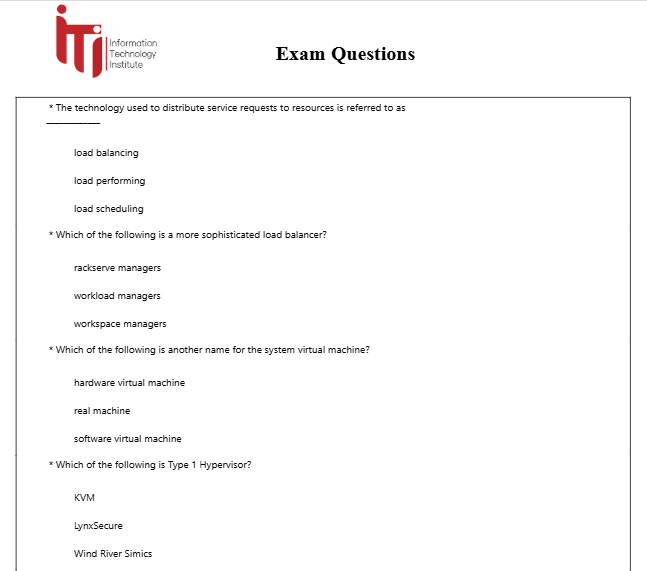 iTi
Information
Technology
Institute
Exam Questions
* The technology used to distribute service requests to resources is referred to as
_____________
load balancing
load performing
load scheduling
* Which of the following is a more sophisticated load balancer?
rackserve managers
workload managers
workspace managers
* Which of the following is another name for the system virtual machine?
hardware virtual machine
real machine
software virtual machine
* Which of the following is Type 1 Hypervisor?
KVM
LynxSecure
Wind River Simics